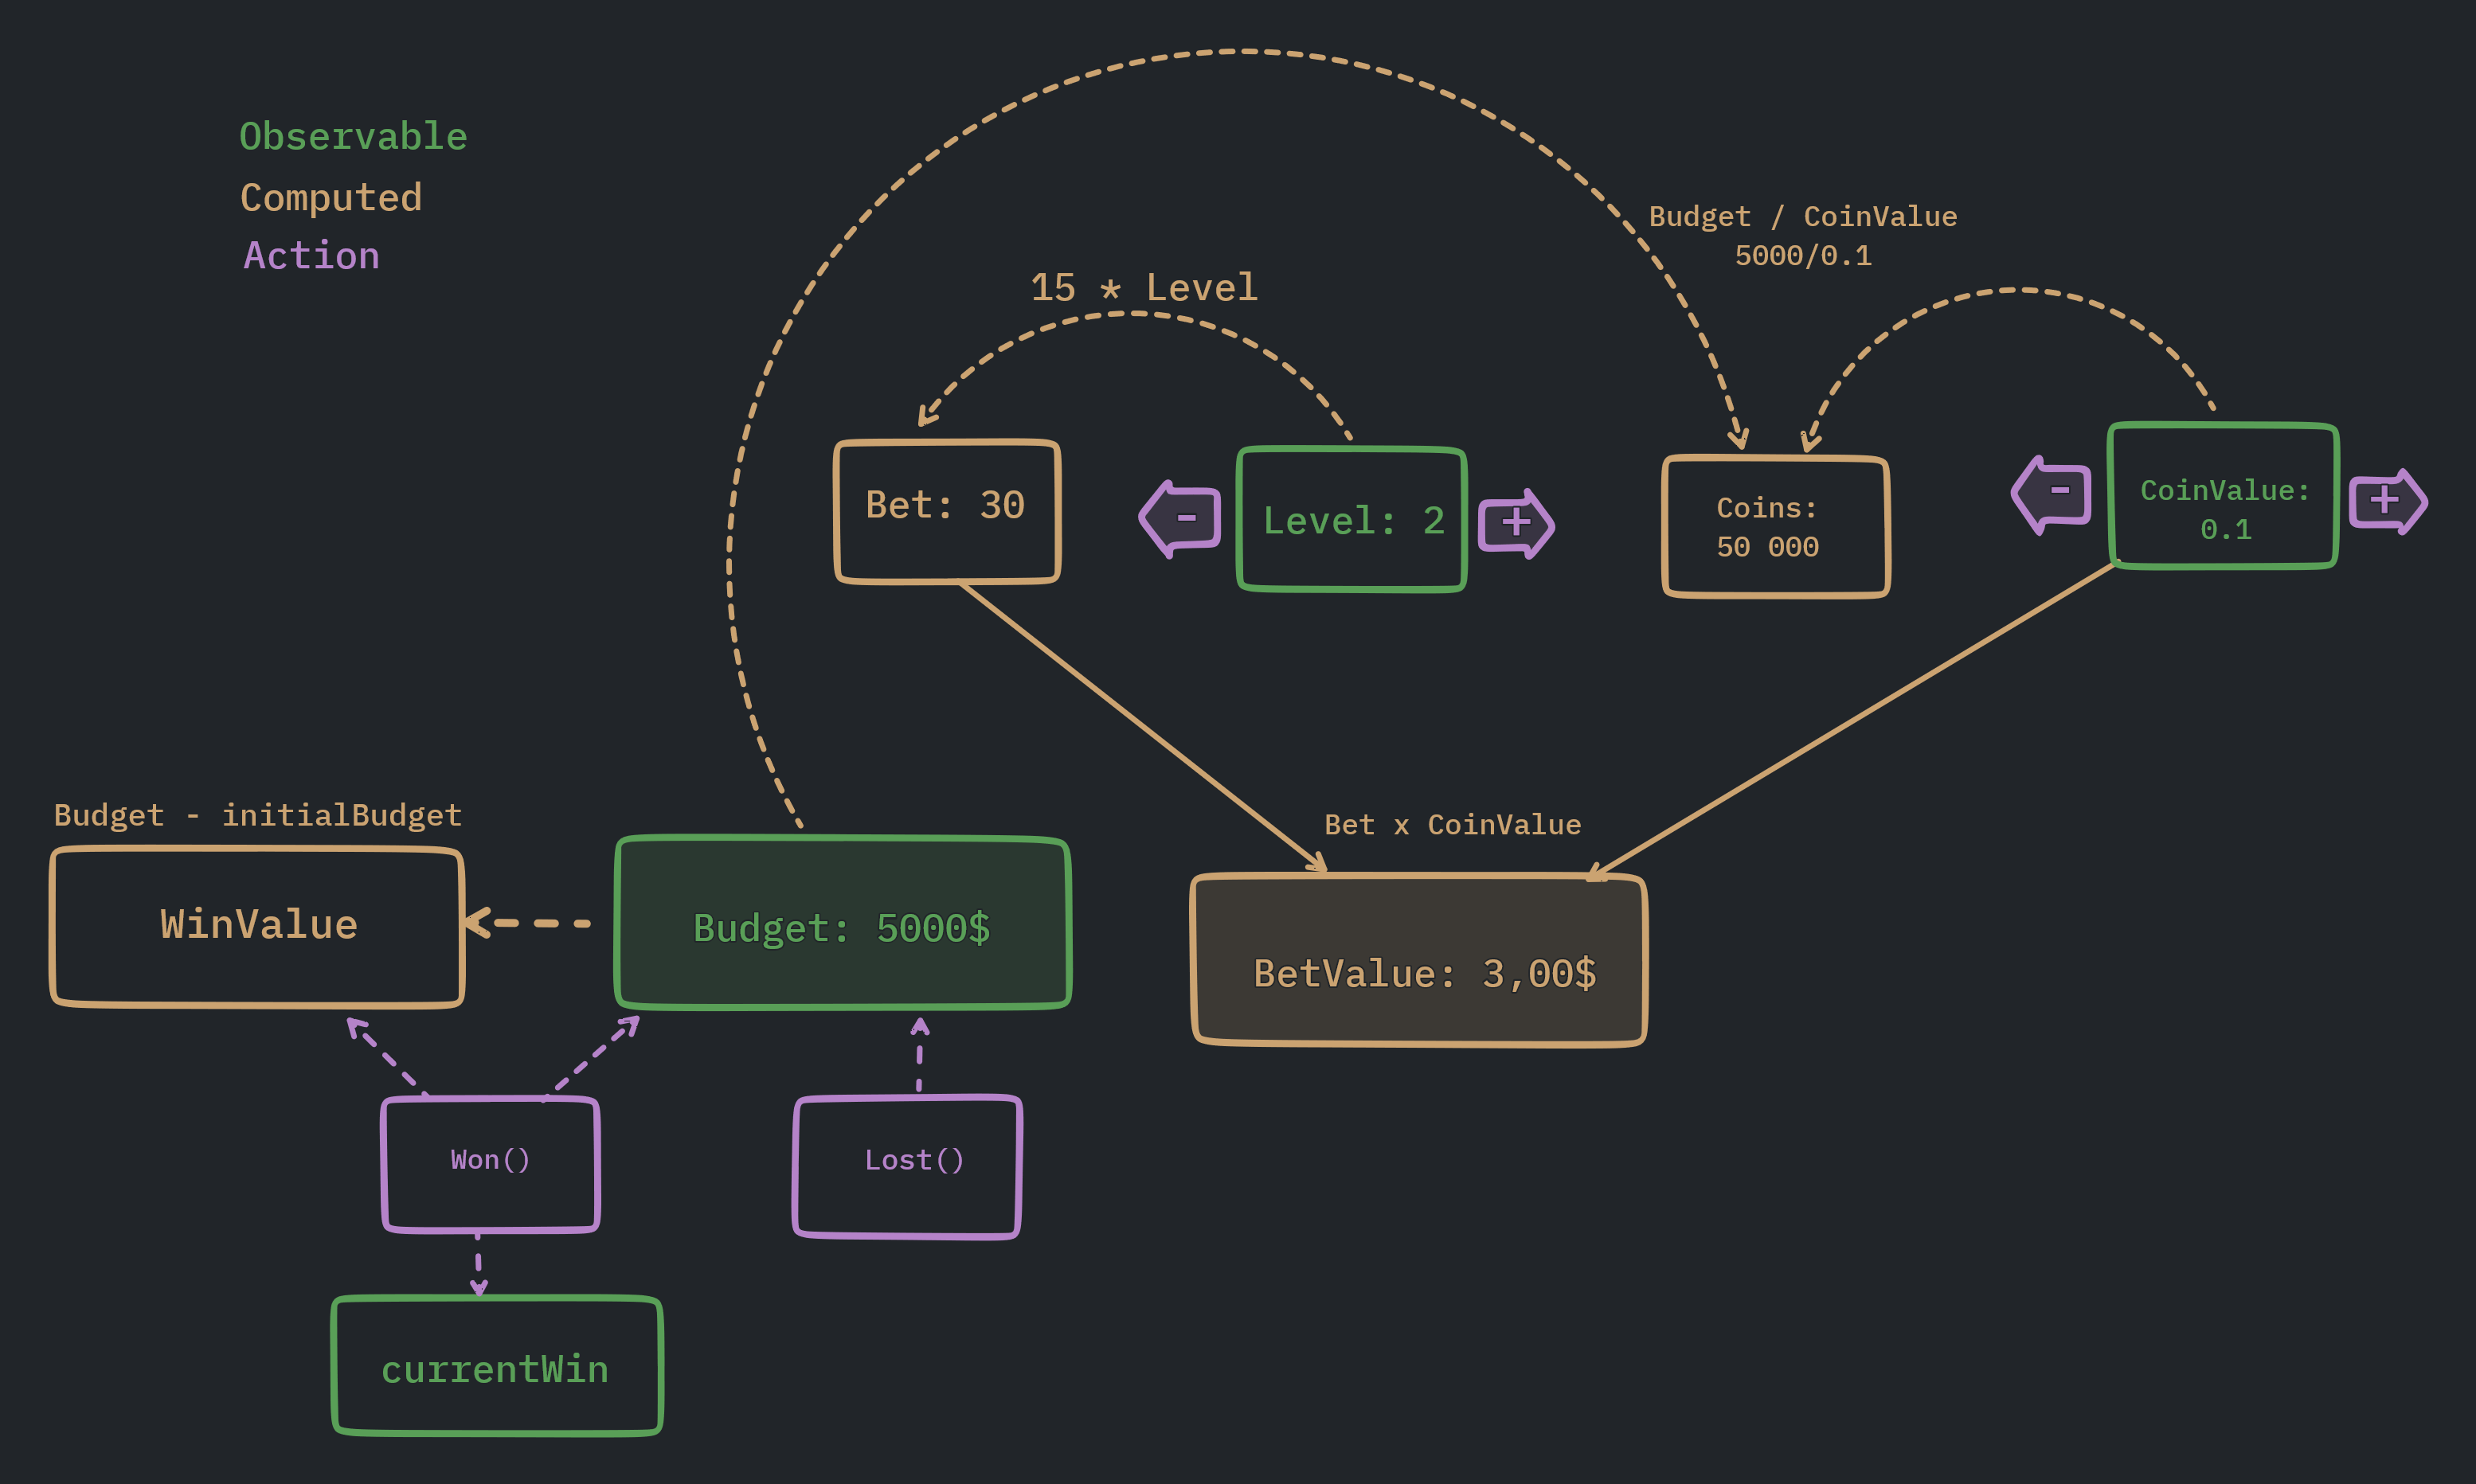 Observable
Computed
Action
Budget / CoinValue
5000/0.1
15 * Level
Bet: 30
-
Level: 2
+
Coins:
50 000
-
CoinValue:
0.1
+
Budget - initialBudget
Bet x CoinValue
WinValue
Budget: 5000$
BetValue: 3,00$
Won()
Lost()
currentWin